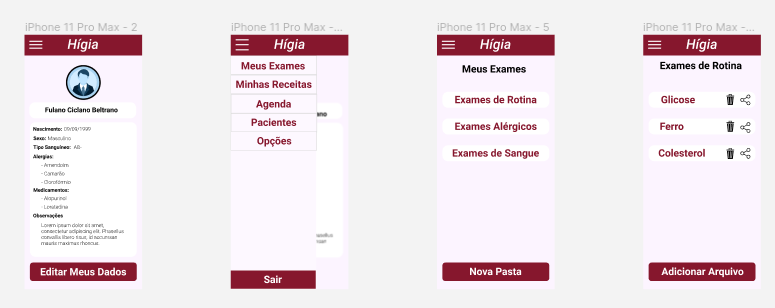 iPhone 11 Pro Max - 2
Hígia
Fulano Ciclano Beltrano
Nascimento: 09/09/1999
Sexo: Masculino
Tipo Sanguíneo: AB-
Alergias:
- Amendoim
- Camarão
- Clorofórmio
Medicamentos:
- Alopurinol
- Loratadina
Observações
Lorem ipsum dolor sit amet,
consectetur adipiscing elit. Phasellus
convallis libero risus, id accumsan
mauris maximus rhoncus.
Editar Meus Dados
iPhone 11 Pro Max -...
Hígia
Meus Exames
Minhas Receitas
Agenda
Pacientes
Opções
Sair
iPhone 11 Pro Max - 5
Hígia
Meus Exames
Exames de Rotina
Exames Alérgicos
Exames de Sangue
Nova Pasta
iPhone 11 Pro Max -...
Hígia
Exames de Rotina
Glicose
Ferro
Colesterol
Adicionar Arquivo